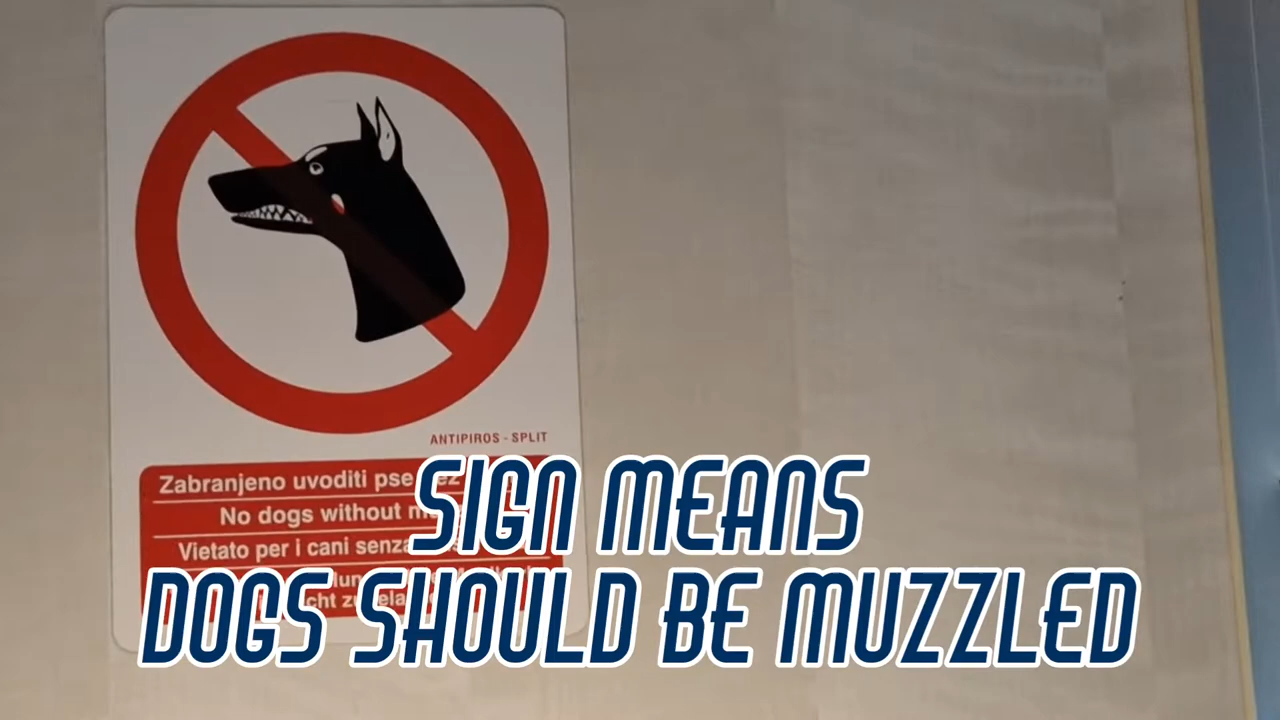 ANTIPIROS - SPLIT
Zabranjeno uvoditi pse
No dogs without
Vietato per i cani senza
SIGN MEANS
DOGS SHOULD BE MUZZLED